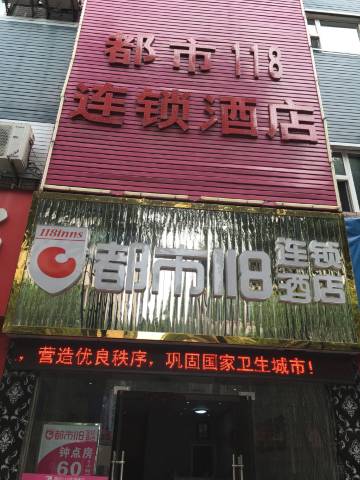 都市118
连锁酒店
118inns
都市118 连锁
酒店
，营造优良秩序，巩固国家卫生城市！
都市118
钟点房
60